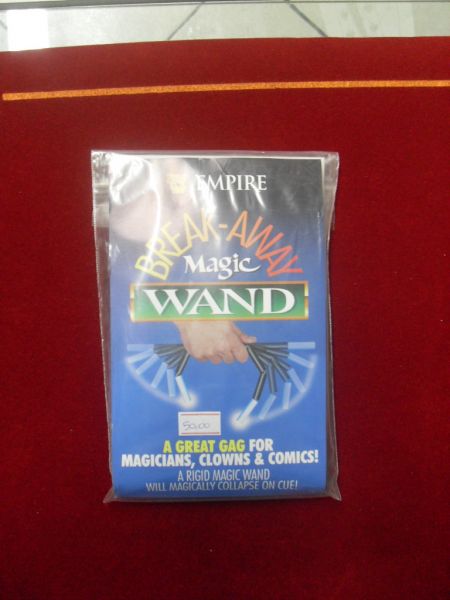 EMPIRE
BREAK-AWAY
Magic
WAND
50,00
A GREAT GAG FOR
MAGICIANS, CLOWNS & COMICS!
A RIGID MAGIC WAND
WILL MAGICALLY COLLAPSE ON CUE!